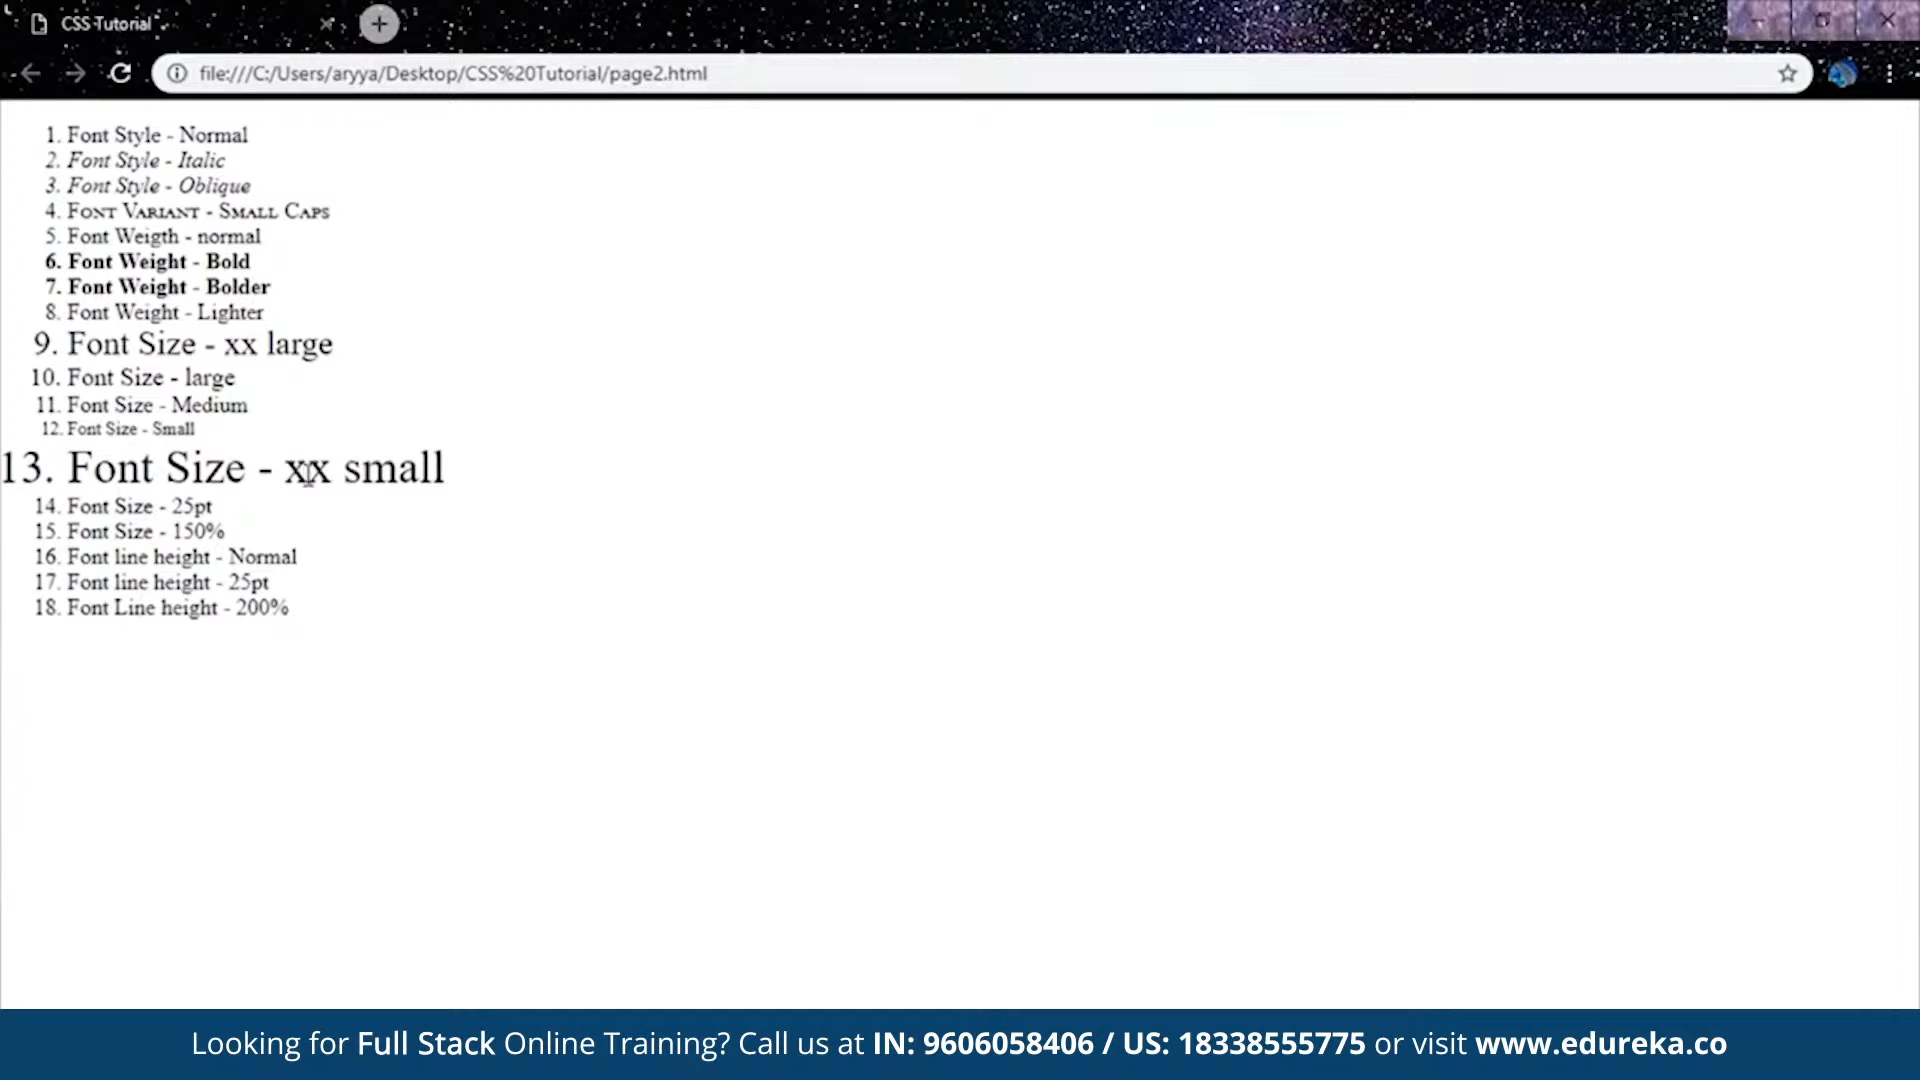 CSS Tutorial
file:///C:/Users/aryya/Desktop/CSS%20Tutorial/page2.html
1. Font Style - Normal
2. Font Style - Italic
3. Font Style - Oblique
4. Font Variant - Small Caps
5. Font Weigth - normal
6. Font Weight - Bold
7. Font Weight - Bolder
8. Font Weight - Lighter
9. Font Size - xx large
10. Font Size - large
11. Font Size - Medium
12. Font Size - Small
13. Font Size - xx small
14. Font Size - 25pt
15. Font Size - 150%
16. Font line height - Normal
17. Font line height - 25pt
18. Font Line height - 200%
Looking for Full Stack Online Training? Call us at IN: 9606058406 / US: 18338555775 or visit www.edureka.co